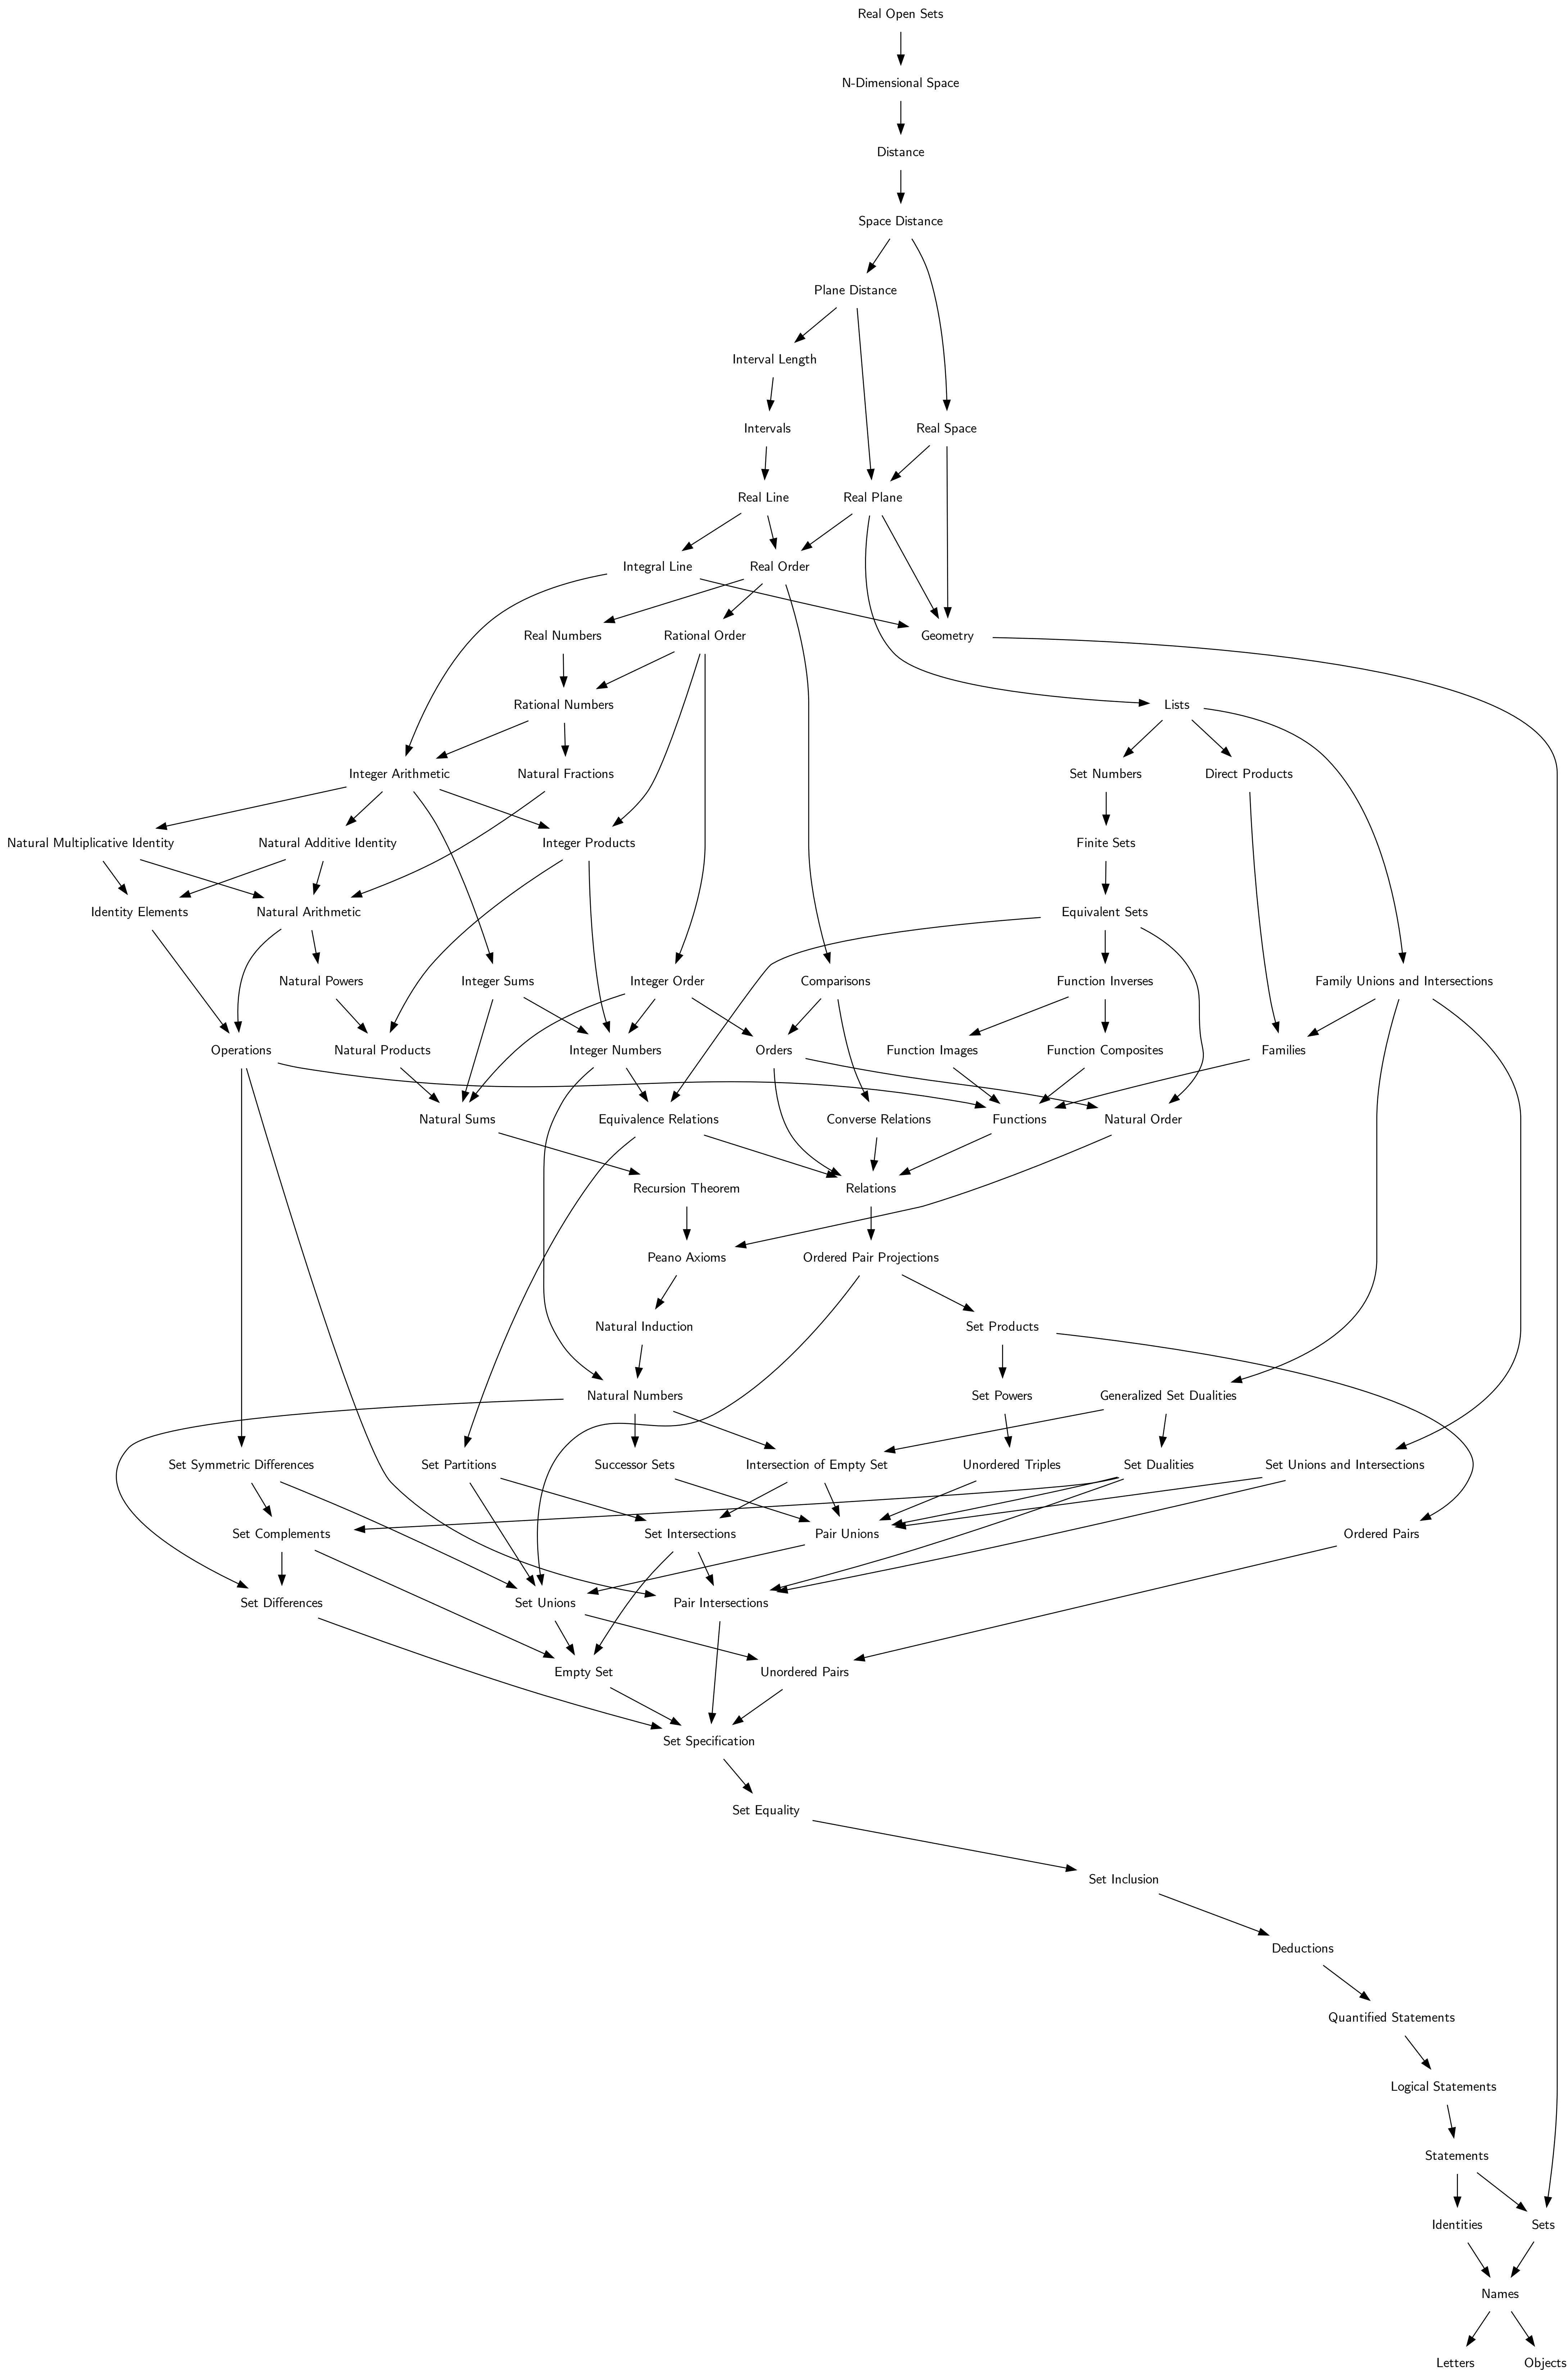 Real Open Sets
N-Dimensional Space
Distance
Space Distance
Plane Distance
Interval Length
Intervals
Real Space
Real Line
Real Plane
Integral Line
Real Order
Real Numbers
Rational Order
Geometry
Rational Numbers
Lists
Integer Arithmetic
Natural Fractions
Set Numbers
Direct Products
Natural Multiplicative Identity
Natural Additive Identity
Integer Products
Finite Sets
Identity Elements
Natural Arithmetic
Equivalent Sets
Natural Powers
Integer Sums
Integer Order
Comparisons
Function Inverses
Family Unions and Intersections
Operations
Natural Products
Integer Numbers
Orders
Function Images
Function Composites
Families
Natural Sums
Equivalence Relations
Converse Relations
Functions
Natural Order
Recursion Theorem
Relations
Peano Axioms
Ordered Pair Projections
Natural Induction
Set Products
Natural Numbers
Set Powers
Generalized Set Dualities
Set Symmetric Differences
Set Partitions
Successor Sets
Intersection of Empty Set
Unordered Triples
Set Dualities
Set Unions and Intersections
Set Complements
Set Intersections
Pair Unions
Ordered Pairs
Set Differences
Set Unions
Pair Intersections
Empty Set
Unordered Pairs
Set Specification
Set Equality
Set Inclusion
Deductions
Quantified Statements
Logical Statements
Statements
Identities
Sets
Names
Letters
Objects